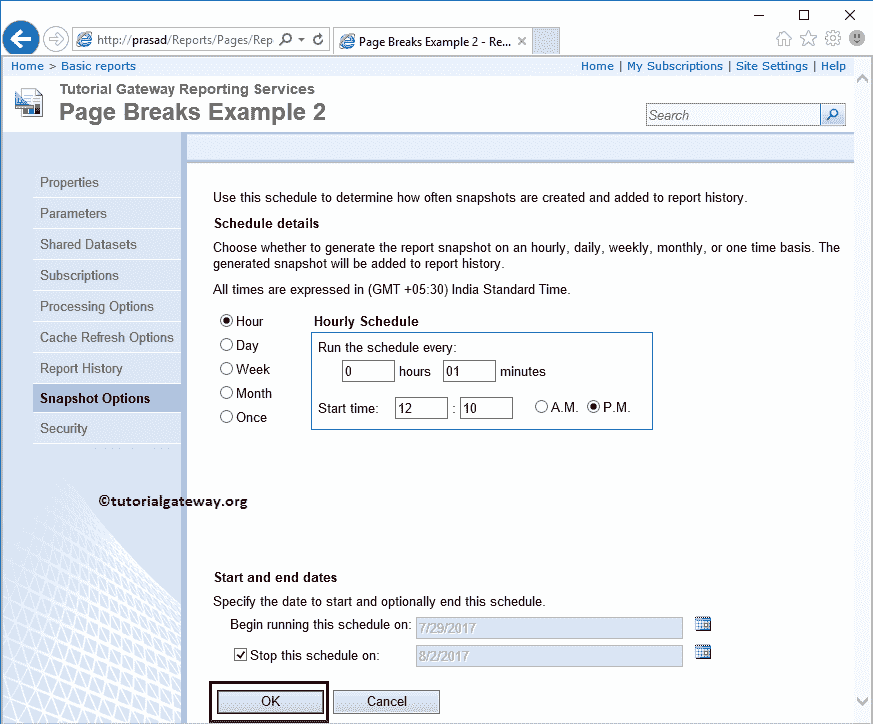 http://prasad/Reports/Pages/Rep
Page Breaks Example 2 - Re...
Home > Basic reports
Home | My Subscriptions | Site Settings | Help
Tutorial Gateway Reporting Services
Page Breaks Example 2
Search
Properties
Parameters
Shared Datasets
Subscriptions
Processing Options
Cache Refresh Options
Report History
Snapshot Options
Security
©tutorialgateway.org
Use this schedule to determine how often snapshots are created and added to report history.
Schedule details
Choose whether to generate the report snapshot on an hourly, daily, weekly, monthly, or one time basis. The
generated snapshot will be added to report history.
All times are expressed in (GMT +05:30) India Standard Time.
Hour
Day
Week
Month
Once
Hourly Schedule
Run the schedule every:
0 hours 01 minutes
Start time: 12 : 10 A.M. P.M.
Start and end dates
Specify the date to start and optionally end this schedule.
Begin running this schedule on: 7/29/2017
Stop this schedule on: 8/2/2017
OK Cancel